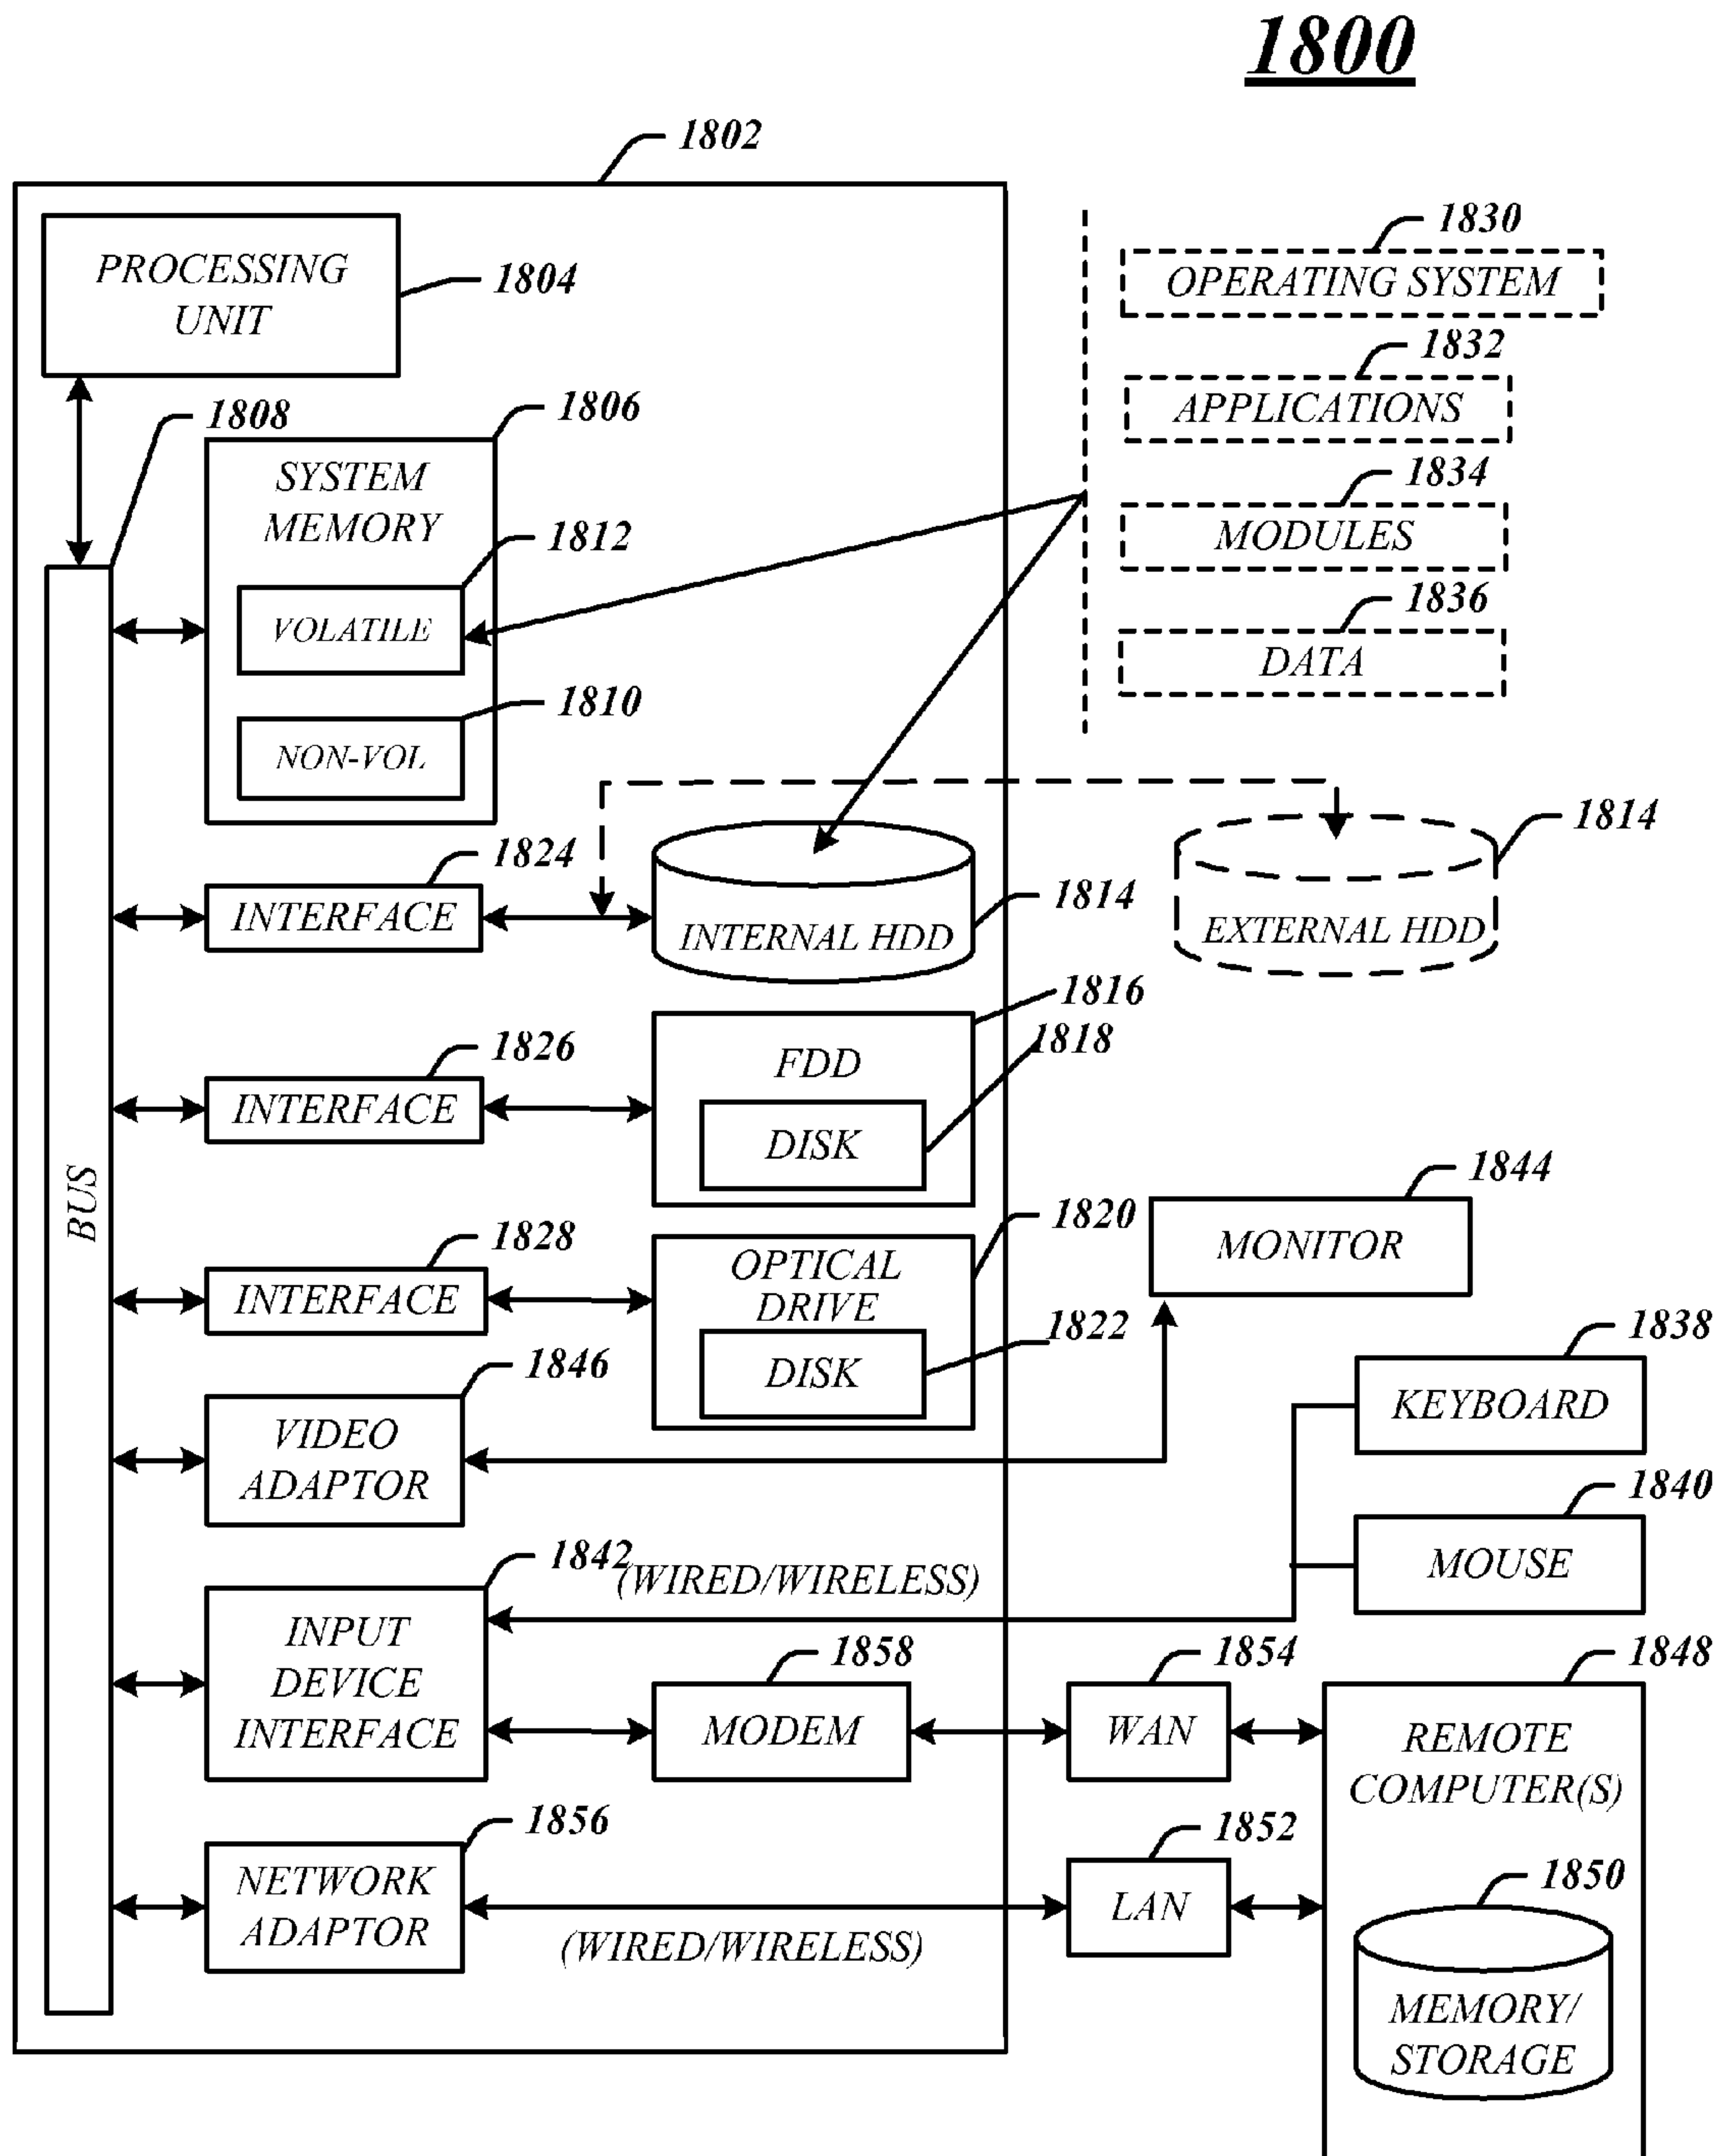 1800
1802
PROCESSING
UNIT
1804
1830
OPERATING SYSTEM
1832
APPLICATIONS
1834
MODULES
1836
DATA
1808
1806
SYSTEM
MEMORY
1812
VOLATILE
1810
NON-VOL
BUS
1824
INTERFACE
INTERNAL HDD
1814
EXTERNAL HDD
1814
1826
INTERFACE
1816
FDD
1818
DISK
1828
INTERFACE
1820
OPTICAL
DRIVE
1822
DISK
1844
MONITOR
1846
VIDEO
ADAPTOR
1838
KEYBOARD
1840
MOUSE
1842
(WIRED/WIRELESS)
INPUT
DEVICE
INTERFACE
1858
MODEM
1854
WAN
1848
REMOTE
COMPUTER(S)
1856
NETWORK
ADAPTOR
(WIRED/WIRELESS)
1852
LAN
1850
MEMORY/
STORAGE